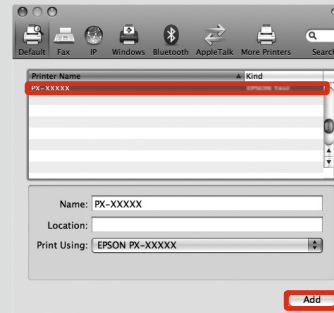 Default Fax IP Windows Bluetooth AppleTalk More Printers Search
Printer Name Kind
PX-XXXXX EPSON
Name: PX-XXXXX
Location:
Print Using: EPSON PX-XXXXX
Add